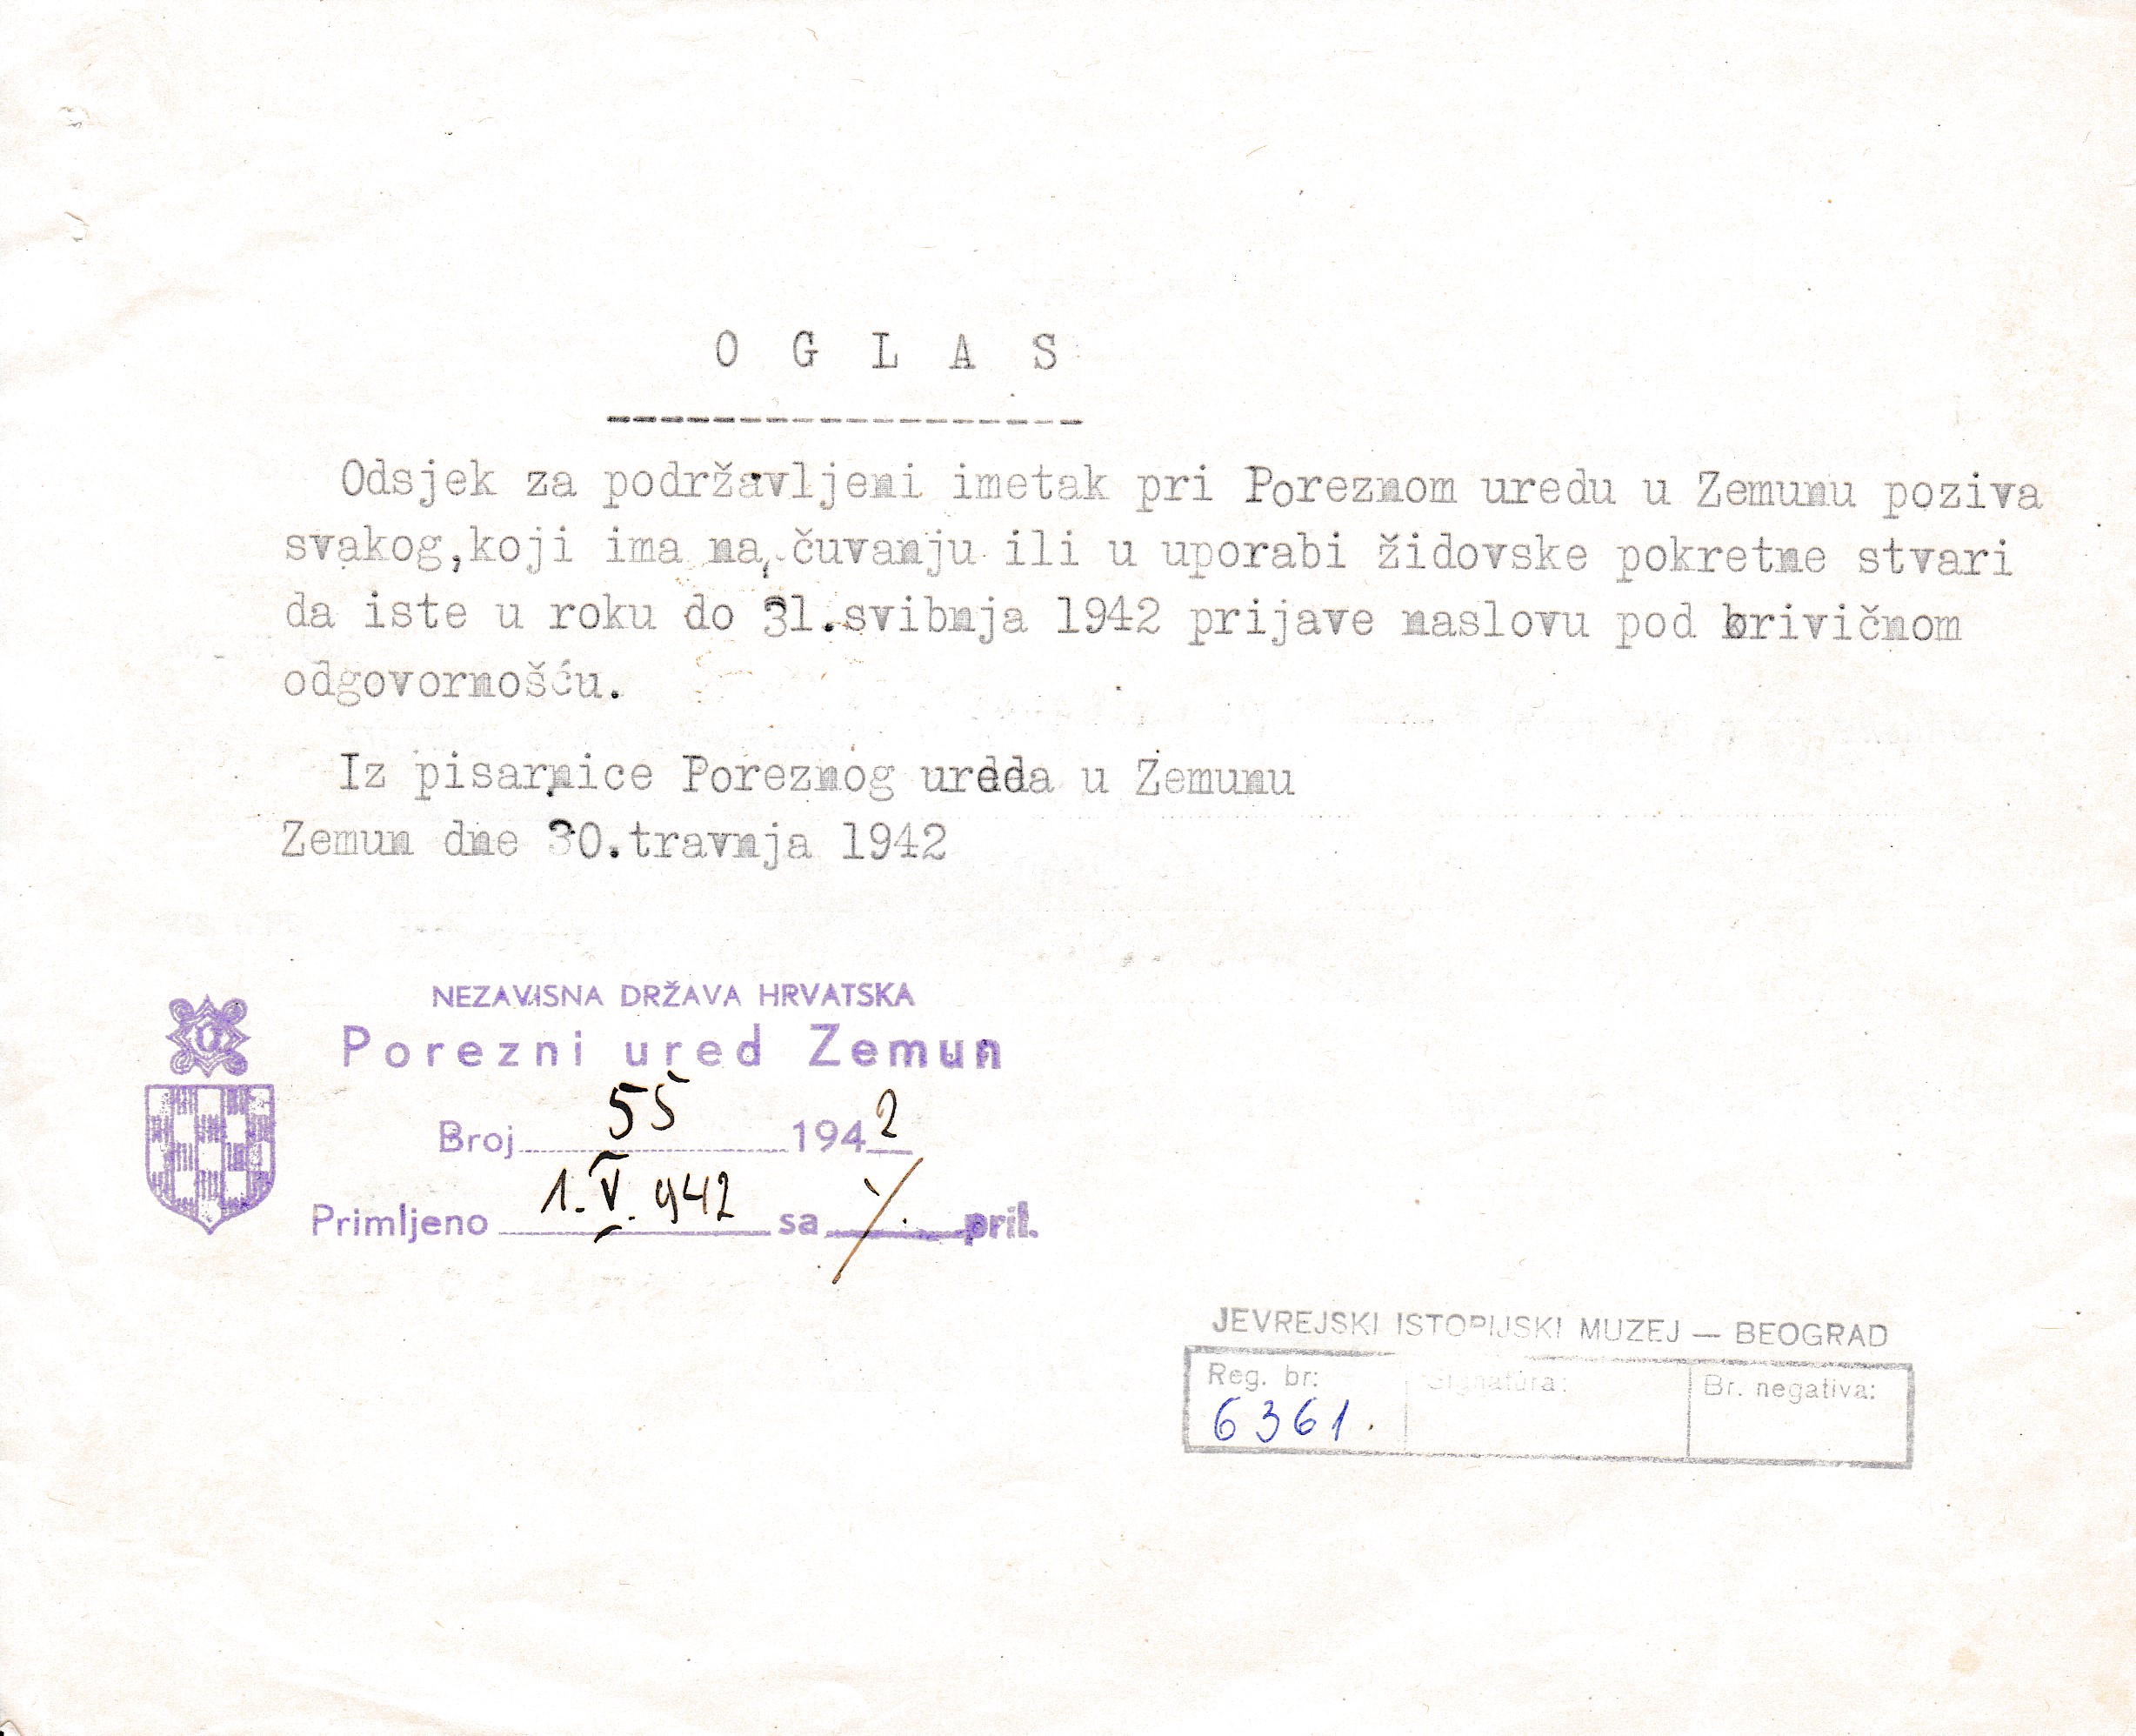 O G L A S
------------------
Odsjek za podržavljeni imetak pri Poreznom uredu u Zemunu poziva
svakog,koji ima na čuvanju ili u uporabi židovske pokretne stvari
da iste u roku do 31.svibnja 1942 prijave naslovu pod krivičnom
odgovornošću.
Iz pisarnice Poreznog uredda u Zemunu
Zemun dne 30.travnja 1942
NEZAVISNA DRŽAVA HRVATSKA
U
Porezni ured Zemun
Broj 55 1942
Primljeno 1.V.942 sa /. pril.
JEVREJSKI ISTORIJSKI MUZEJ — BEOGRAD
Reg. br: Signatura: Br. negativa:
6361.